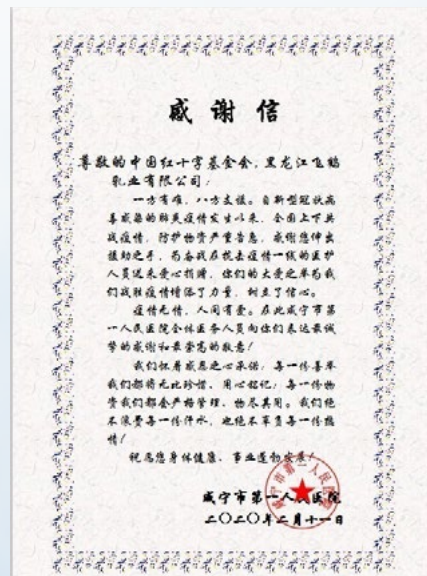 感谢信
尊敬的中国红十字基金会，黑龙江飞鹤
乳业有限公司：
一方有难，八方支援。自新型冠状病
毒感染的肺炎疫情发生以来，全国上下共
战疫情，防护物资严重告急，感谢您伸出
援助之手，为奋战在抗击疫情一线的医护
人员送来爱心捐赠，你们的大爱之举为我
们战胜疫情增添了力量，树立了信心。
疫情无情，人间有爱。在此咸宁市第
一人民医院全体医务人员向你们表达最诚
挚的感谢和最崇高的敬意！
我们怀着感恩之心承诺：每一份善举
我们都将无比珍惜、用心铭记；每一份物
资我们都会严格管理、物尽其用。我们绝
不浪费每一份汗水，也绝不辜负每一份热
情！
祝愿您身体健康、事业蓬勃发展！
咸宁市第一人民医院
二〇二〇年二月十一日